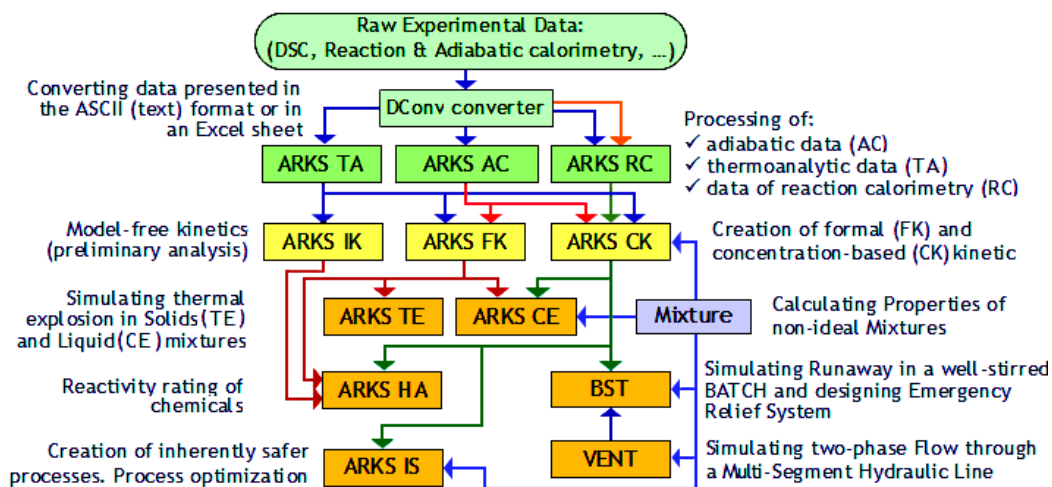 Raw Experimental Data:
(DSC, Reaction & Adiabatic calorimetry, ...)
Converting data presented in
the ASCII (text) format or in
an Excel sheet
DConv converter
Processing of:
✓ adiabatic data (AC)
✓ thermoanalytic data (TA)
✓ data of reaction calorimetry (RC)
ARKS TA
ARKS AC
ARKS RC
Model-free kinetics
(preliminary analysis)
ARKS IK
ARKS FK
ARKS CK
Creation of formal (FK) and
concentration-based (CK) kinetic
Simulating thermal
explosion in Solids(TE)
and Liquid(CE) mixtures
ARKS TE
ARKS CE
Mixture
Calculating Properties of
non-ideal Mixtures
Reactivity rating of
chemicals
ARKS HA
BST
Simulating Runaway in a well-stirred
BATCH and designing Emergency
Relief System
Creation of inherently safer
processes. Process optimization
ARKS IS
VENT
Simulating two-phase Flow through
a Multi-Segment Hydraulic Line